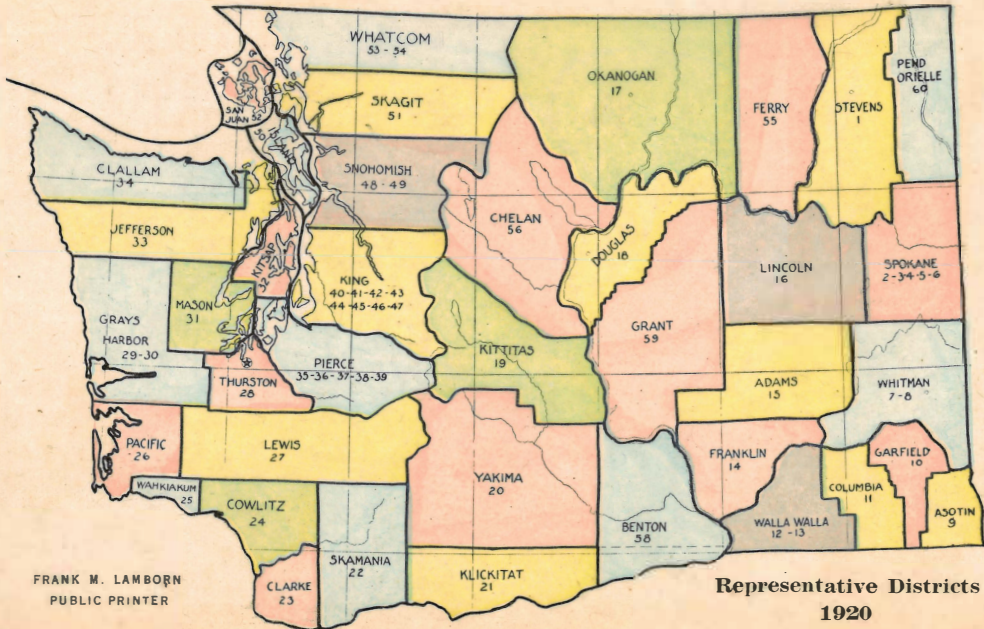 WHATCOM
53 - 54
OKANOGAN
17
FERRY
55
STEVENS
1
PEND
ORIELLE
60
SAN
JUAN 52
SKAGIT
51
ISLAND
50
SNOHOMISH
48 - 49
CLALLAM
34
JEFFERSON
33
KITSAP
32
CHELAN
56
DOUGLAS
18
LINCOLN
16
SPOKANE
2-3-4-5-6
KING
40-41-42-43
44-45-46-47
MASON
31
GRAYS
HARBOR
29-30
GRANT
59
KITTITAS
19
PIERCE
35-36-37-38-39
THURSTON
28
ADAMS
15
WHITMAN
7-8
PACIFIC
26
LEWIS
27
YAKIMA
20
FRANKLIN
14
GARFIELD
10
WAHKIAKUM
25
COWLITZ
24
COLUMBIA
11
ASOTIN
9
SKAMANIA
22
BENTON
58
WALLA WALLA
12 - 13
CLARKE
23
KLICKITAT
21
FRANK M. LAMBORN
PUBLIC PRINTER
Representative Districts
1920